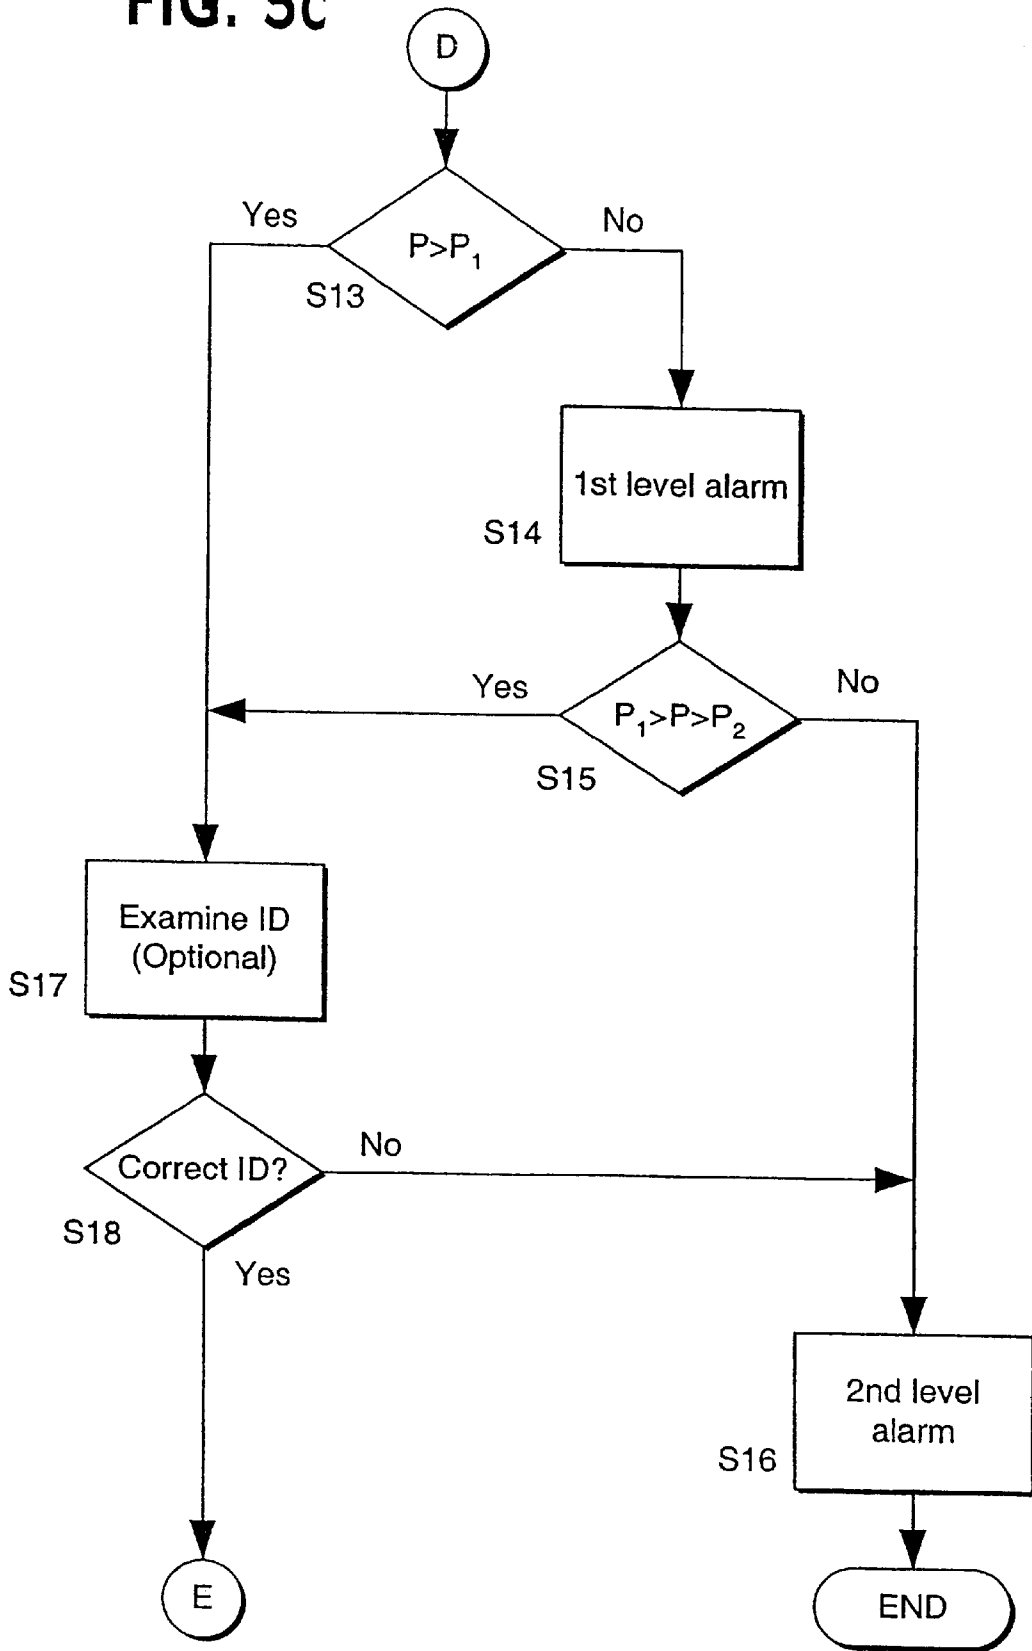 FIG. 5c
D
Yes
No
P>P₁
S13
1st level alarm
S14
Yes
No
P₁>P>P₂
S15
Examine ID
(Optional)
S17
Correct ID?
No
S18
Yes
2nd level
alarm
S16
E
END